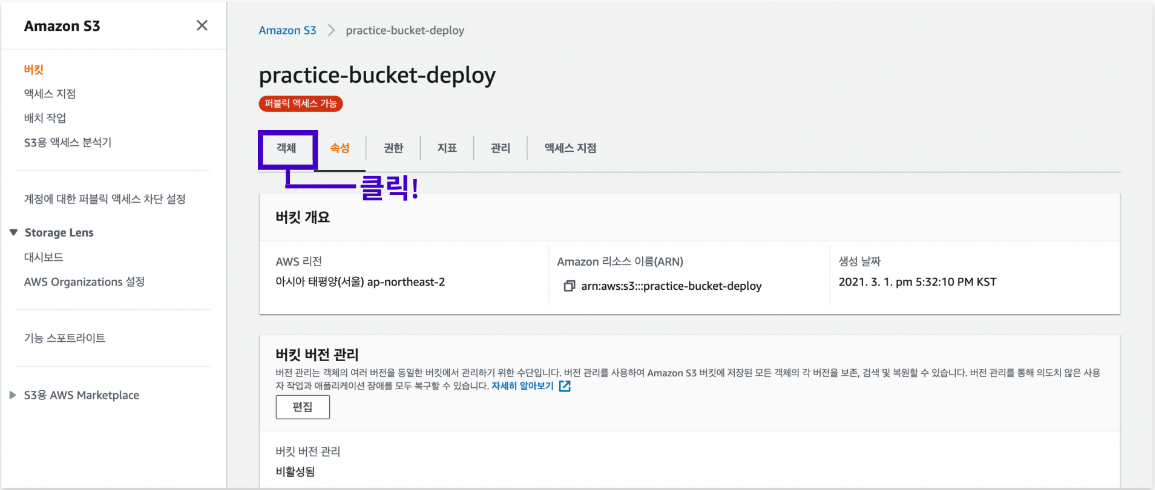 Amazon S3
버킷
액세스 지점
배치 작업
S3용 액세스 분석기
계정에 대한 퍼블릭 액세스 차단 설정
Storage Lens
대시보드
AWS Organizations 설정
기능 스포트라이트
S3용 AWS Marketplace
Amazon S3 > practice-bucket-deploy
practice-bucket-deploy
퍼블릭 액세스 가능
객체 속성 권한 지표 관리 액세스 지점
클릭!
버킷 개요
AWS 리전
아시아 태평양(서울) ap-northeast-2
Amazon 리소스 이름(ARN)
arn:aws:s3:::practice-bucket-deploy
생성 날짜
2021. 3. 1. pm 5:32:10 PM KST
버킷 버전 관리
버전 관리는 객체의 여러 버전을 동일한 버킷에서 관리하기 위한 수단입니다. 버전 관리를 사용하여 Amazon S3 버킷에 저장된 모든 객체의 각 버전을 보존, 검색 및 복원할 수 있습니다. 버전 관리를 통해 의도치 않은 사용
자 작업과 애플리케이션 장애를 모두 복구할 수 있습니다. 자세히 알아보기
편집
버킷 버전 관리
비활성됨